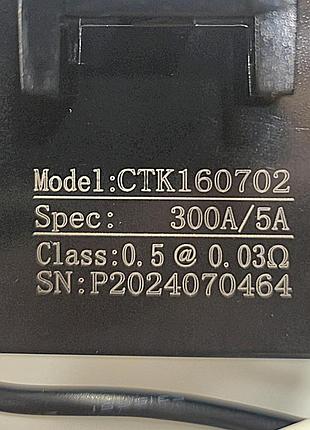 Model:CTK160702
Spec: 300A/5A
Class:0.5 @ 0.03Ω
SN:P2024070464